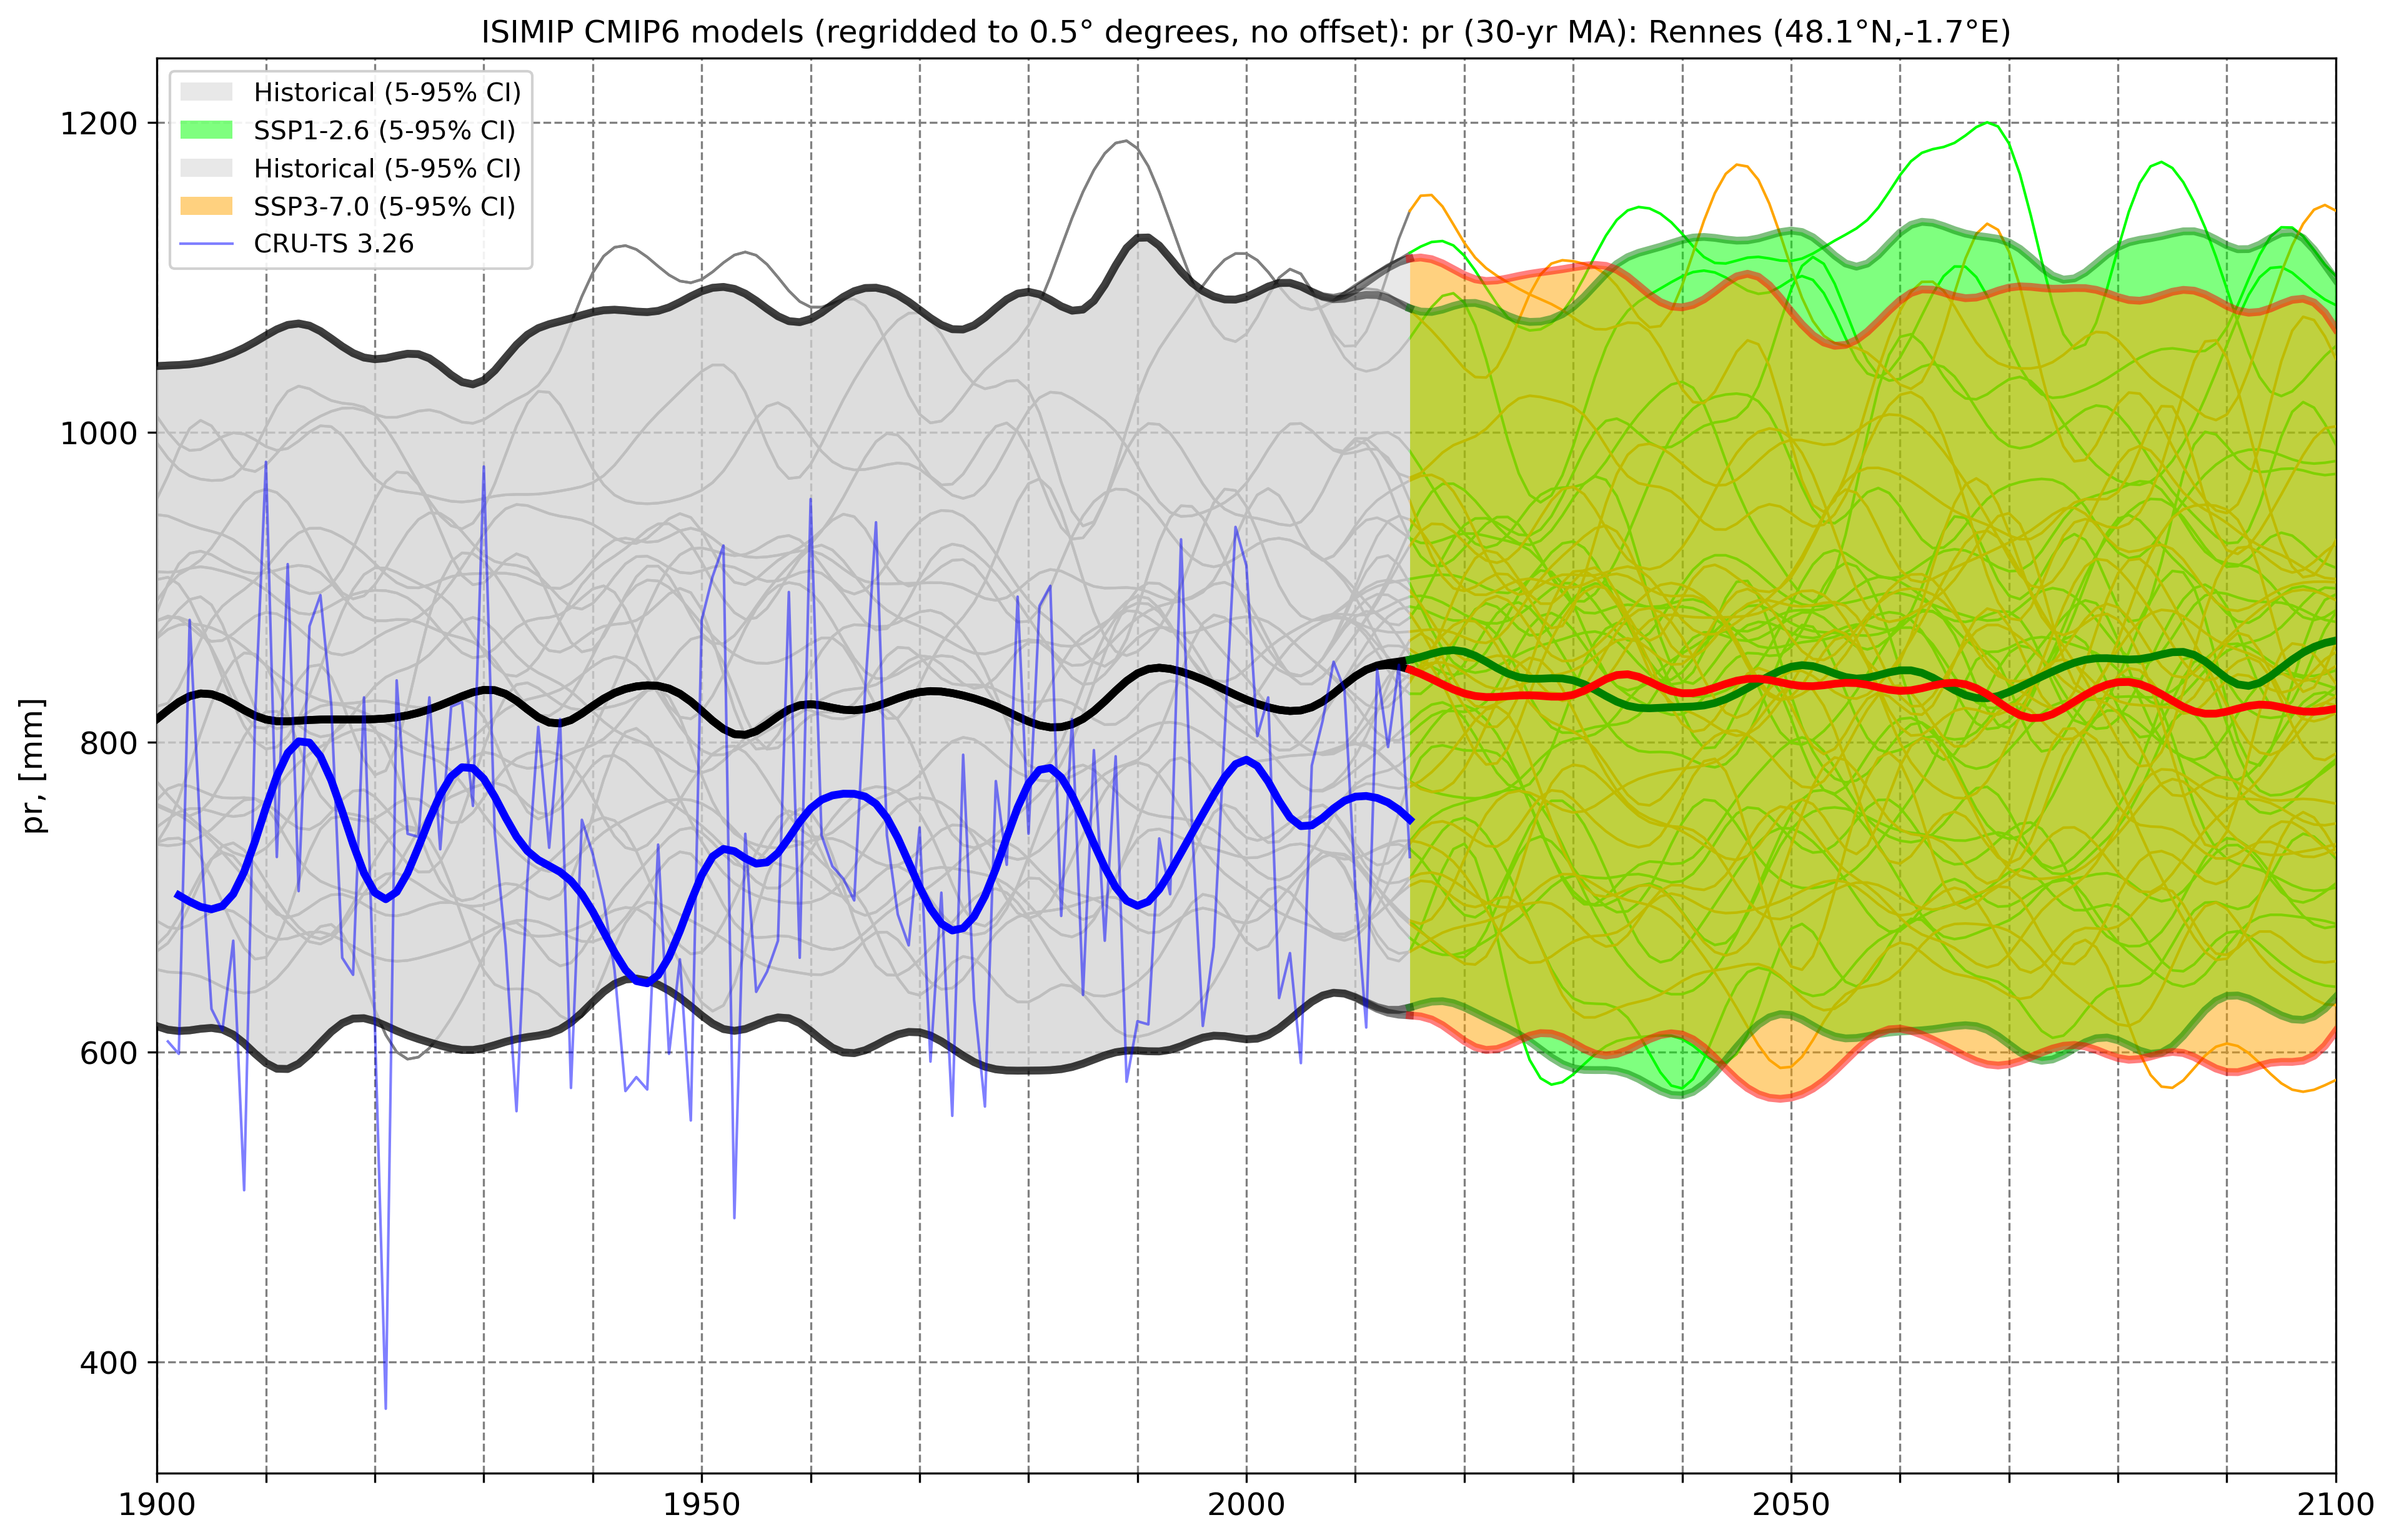 ISIMIP CMIP6 models (regridded to 0.5° degrees, no offset): pr (30-yr MA): Rennes (48.1°N,-1.7°E)
Historical (5-95% CI)
SSP1-2.6 (5-95% CI)
Historical (5-95% CI)
SSP3-7.0 (5-95% CI)
CRU-TS 3.26
pr, [mm]
1200
1000
800
600
400
1900
1950
2000
2050
2100